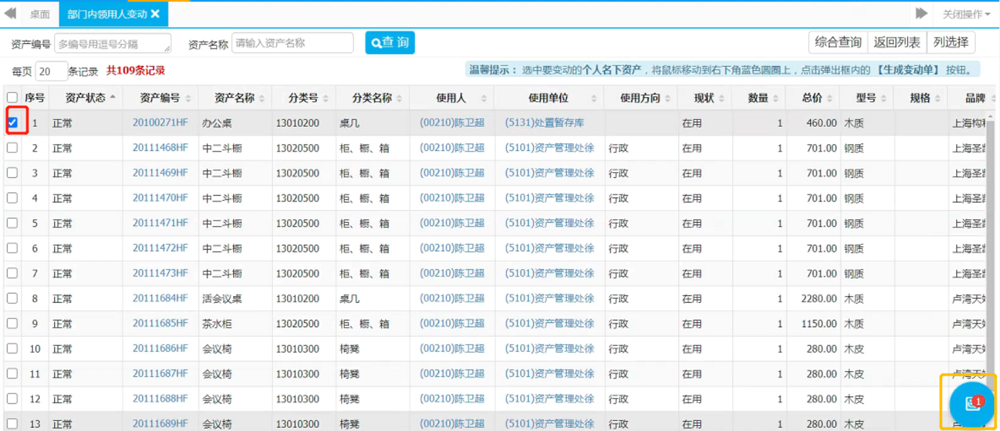 桌面 部门内领用人变动 关闭操作
资产编号 多编号用逗号分隔 资产名称 请输入资产名称 查 询 综合查询 返回列表 列选择
每页 20 条记录 共109条记录 温馨提示： 选中要变动的个人名下资产，将鼠标移动到右下角蓝色圆圈上，点击弹出框内的 【生成变动单】 按钮。
序号 资产状态 资产编号 资产名称 分类号 分类名称 使用人 使用单位 使用方向 现状 数量 总价 型号 规格 品牌
1 正常 20100271HF 办公桌 13010200 桌几 (00210)陈卫超 (5131)处置暂存库 在用 1 460.00 木质 上海构
2 正常 20111468HF 中二斗橱 13020500 柜、橱、箱 (00210)陈卫超 (5101)资产管理处徐 行政 在用 1 701.00 钢质 上海圣
3 正常 20111469HF 中二斗橱 13020500 柜、橱、箱 (00210)陈卫超 (5101)资产管理处徐 行政 在用 1 701.00 钢质 上海圣
4 正常 20111470HF 中二斗橱 13020500 柜、橱、箱 (00210)陈卫超 (5101)资产管理处徐 行政 在用 1 701.00 钢质 上海圣
5 正常 20111471HF 中二斗橱 13020500 柜、橱、箱 (00210)陈卫超 (5101)资产管理处徐 行政 在用 1 701.00 钢质 上海圣
6 正常 20111472HF 中二斗橱 13020500 柜、橱、箱 (00210)陈卫超 (5101)资产管理处徐 行政 在用 1 701.00 钢质 上海圣
7 正常 20111473HF 中二斗橱 13020500 柜、橱、箱 (00210)陈卫超 (5101)资产管理处徐 行政 在用 1 701.00 钢质 上海圣
8 正常 20111684HF 活会议桌 13010200 桌几 (00210)陈卫超 (5101)资产管理处徐 行政 在用 1 2280.00 木质 卢湾天
9 正常 20111685HF 茶水柜 13020500 柜、橱、箱 (00210)陈卫超 (5101)资产管理处徐 行政 在用 1 1150.00 木质 卢湾天
10 正常 20111686HF 会议椅 13010300 椅凳 (00210)陈卫超 (5101)资产管理处徐 行政 在用 1 280.00 木皮 卢湾天
11 正常 20111687HF 会议椅 13010300 椅凳 (00210)陈卫超 (5101)资产管理处徐 行政 在用 1 280.00 木皮 卢湾天
12 正常 20111688HF 会议椅 13010300 椅凳 (00210)陈卫超 (5101)资产管理处徐 行政 在用 1 280.00 木皮 1
13 正常 20111689HF 会议椅 13010300 椅凳 (00210)陈卫超 (5101)资产管理处徐 行政 在用 1 280.00 木皮